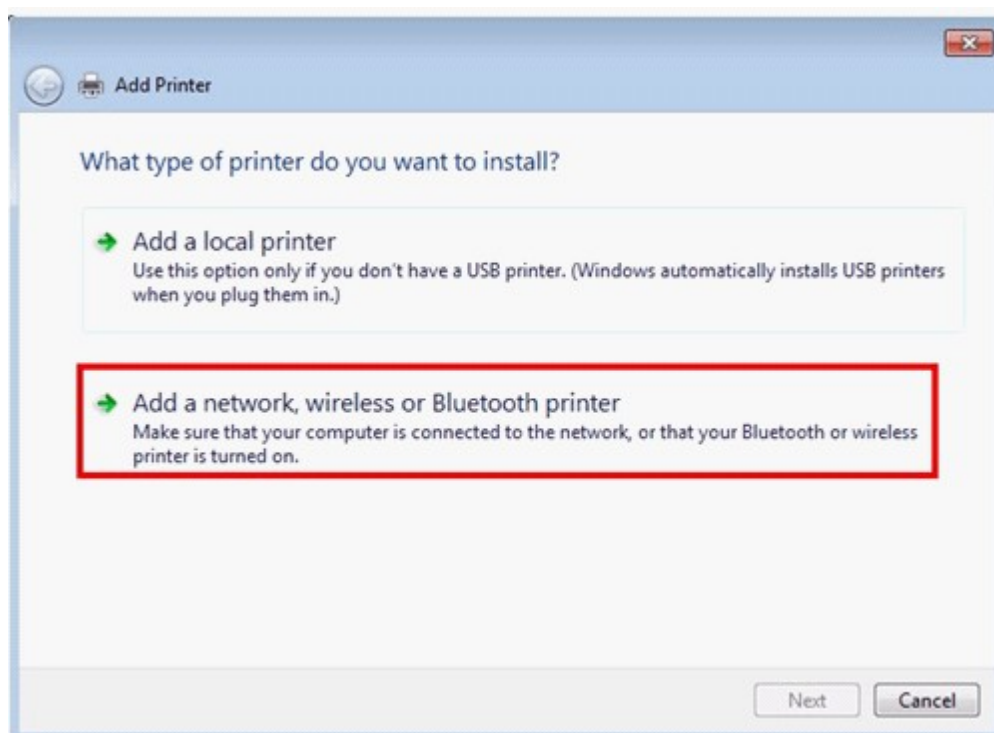 Add Printer
What type of printer do you want to install?
Add a local printer
Use this option only if you don't have a USB printer. (Windows automatically installs USB printers
when you plug them in.)
Add a network, wireless or Bluetooth printer
Make sure that your computer is connected to the network, or that your Bluetooth or wireless
printer is turned on.
Next Cancel